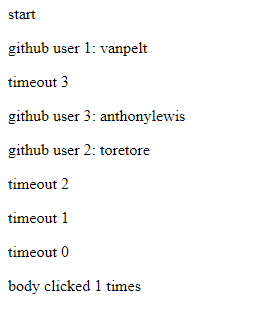 start
github user 1: vanpelt
timeout 3
github user 3: anthonylewis
github user 2: toretore
timeout 2
timeout 1
timeout 0
body clicked 1 times